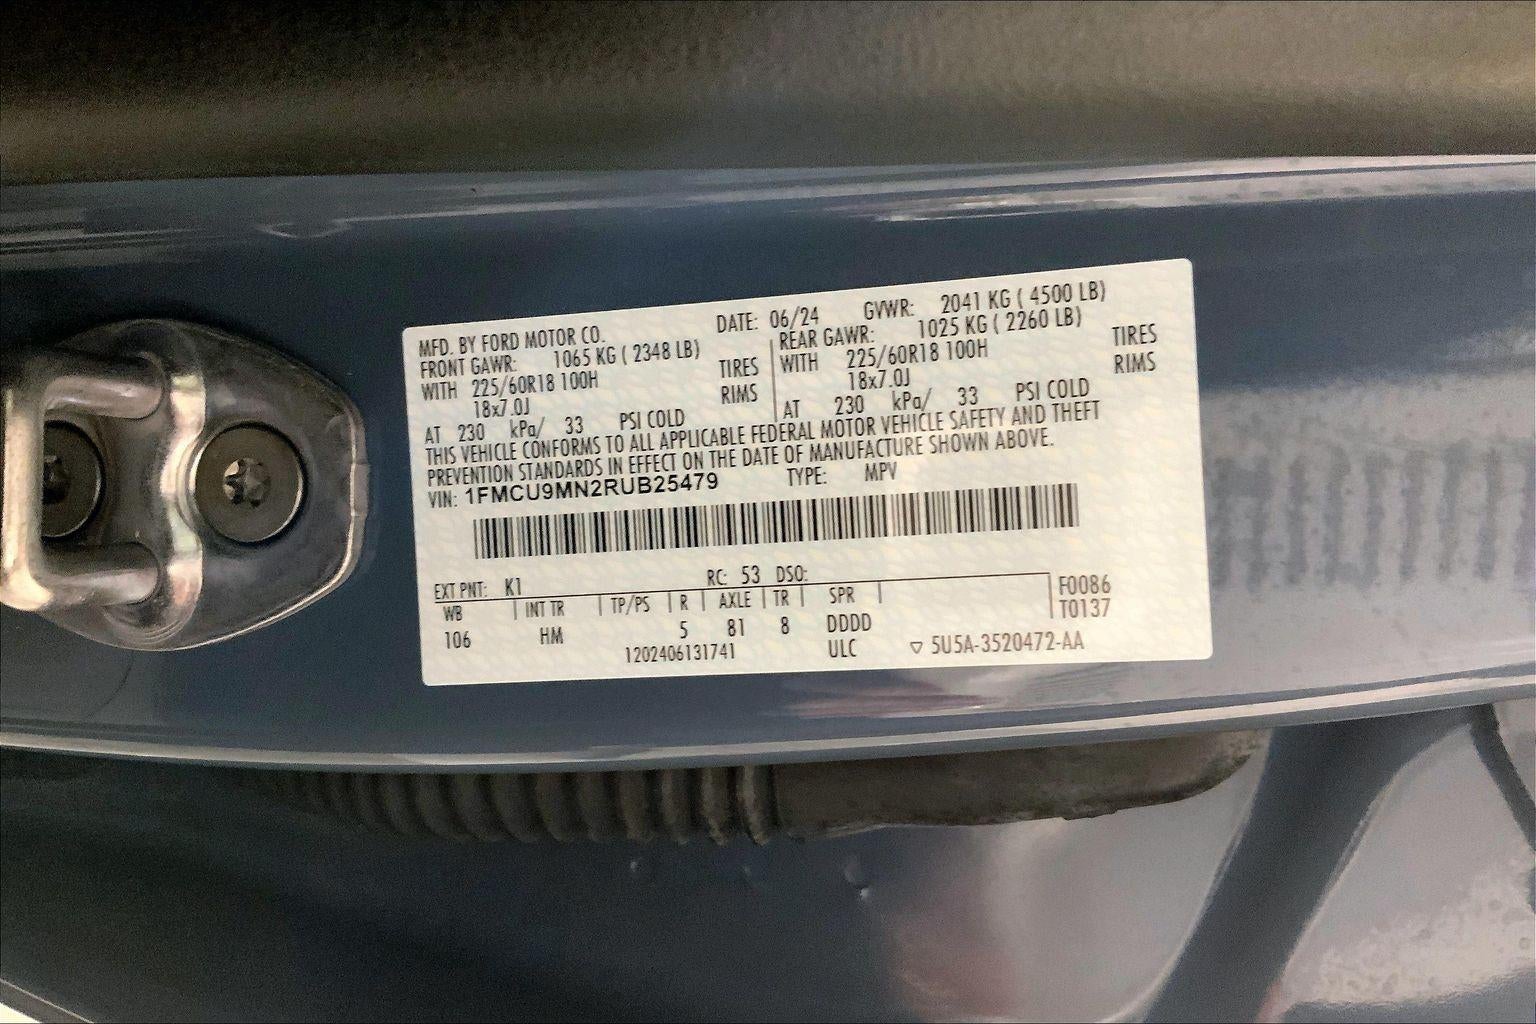 MFD. BY FORD MOTOR CO. DATE: 06/24 GVWR: 2041 KG ( 4500 LB)
FRONT GAWR: 1065 KG ( 2348 LB) REAR GAWR: 1025 KG ( 2260 LB)
WITH 225/60R18 100H TIRES WITH 225/60R18 100H TIRES
18x7.0J RIMS 18x7.0J RIMS
AT 230 kPa/ 33 PSI COLD AT 230 kPa/ 33 PSI COLD
THIS VEHICLE CONFORMS TO ALL APPLICABLE FEDERAL MOTOR VEHICLE SAFETY AND THEFT
PREVENTION STANDARDS IN EFFECT ON THE DATE OF MANUFACTURE SHOWN ABOVE.
VIN: 1FMCU9MN2RUB25479 TYPE: MPV
EXT PNT: K1 RC: 53 DSO:
WB INT TR TP/PS R AXLE TR SPR F0086
T0137
106 HM 5 81 8 DDDD
1202406131741 ULC ▽ 5U5A-3520472-AA